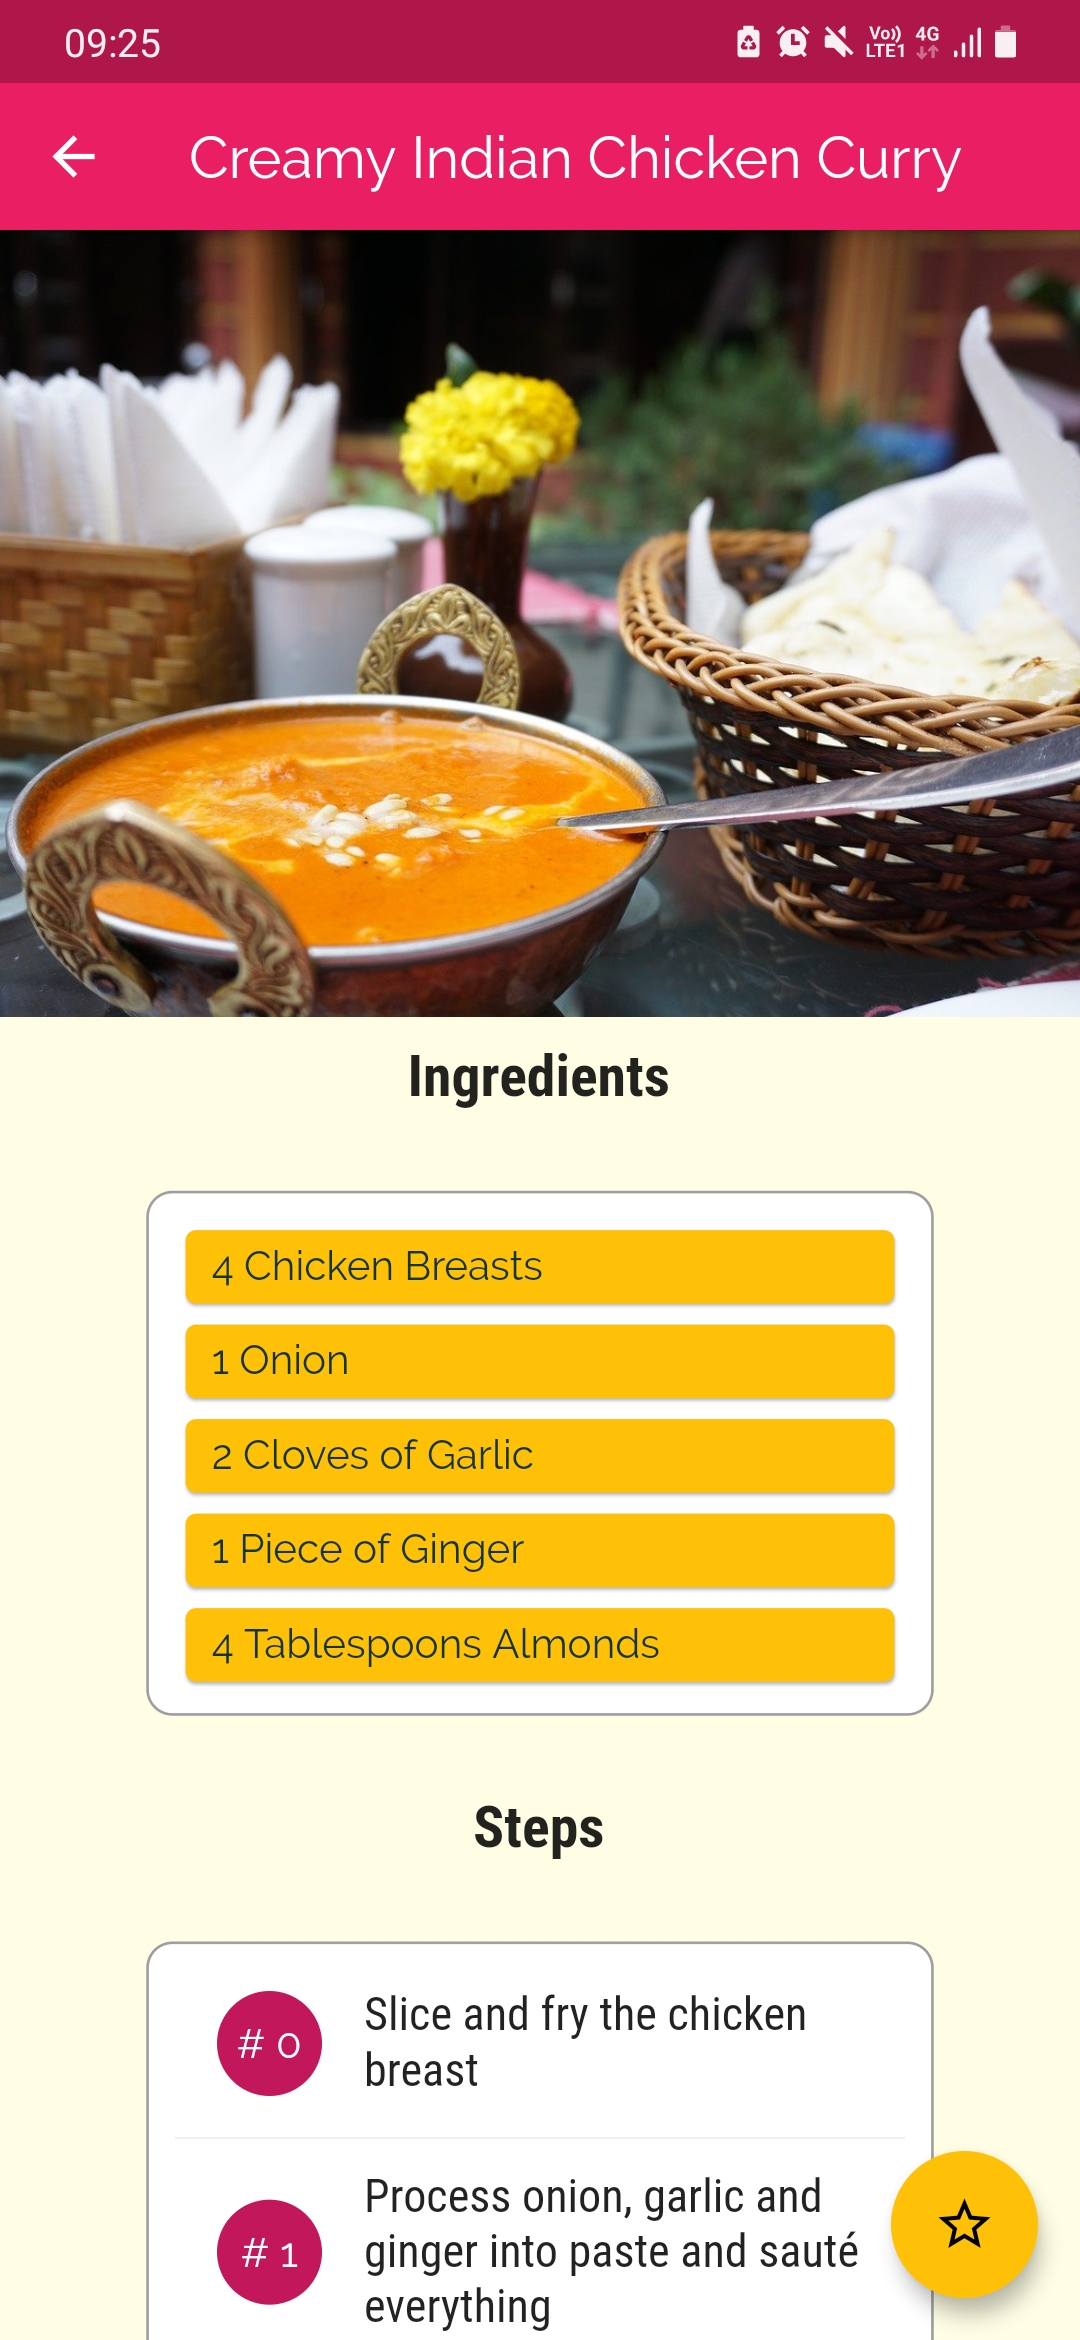 09:25
Vo)) 4G
LTE1
Creamy Indian Chicken Curry
Ingredients
4 Chicken Breasts
1 Onion
2 Cloves of Garlic
1 Piece of Ginger
4 Tablespoons Almonds
Steps
# 0
Slice and fry the chicken
breast
# 1
Process onion, garlic and
ginger into paste and sauté
everything